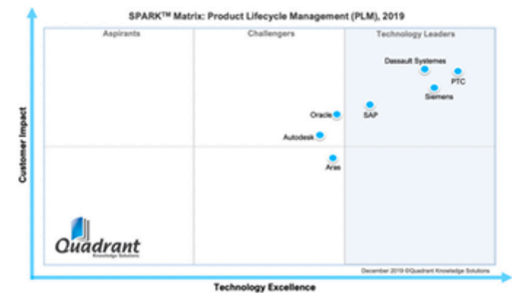 SPARK™ Matrix: Product Lifecycle Management (PLM), 2019
Aspirants
Challengers
Technology Leaders
Dassault Systemes
PTC
Siemens
SAP
Oracle
Autodesk
Aras
Customer Impact
Quadrant
Knowledge Solutions
December 2019 ©Quadrant Knowledge Solutions
Technology Excellence